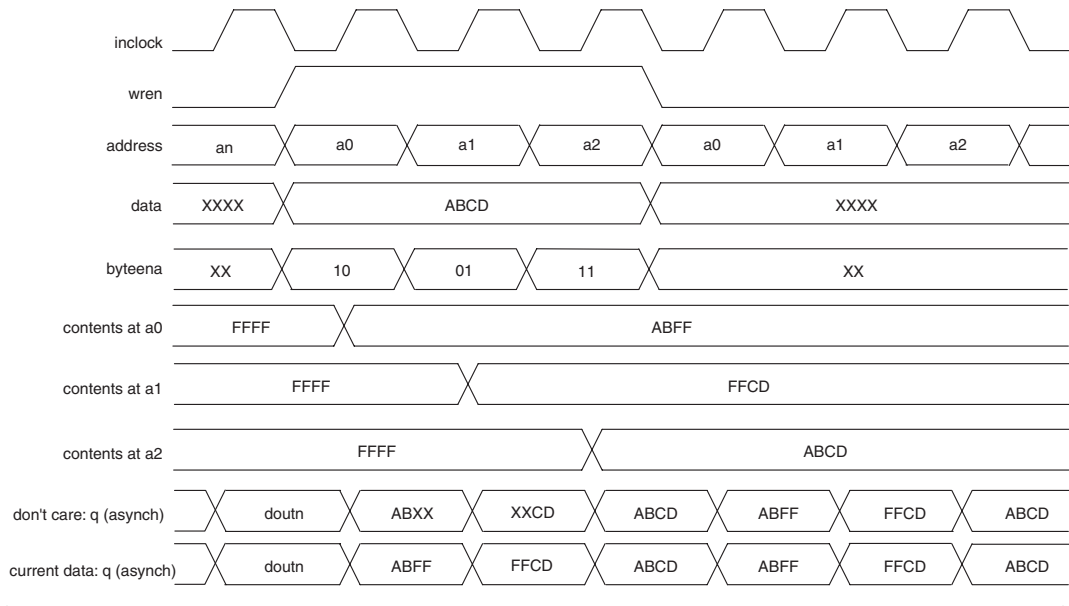 inclock
wren
address an a0 a1 a2 a0 a1 a2
data XXXX ABCD XXXX
byteena XX 10 01 11 XX
contents at a0 FFFF ABFF
contents at a1 FFFF FFCD
contents at a2 FFFF ABCD
don't care: q (asynch) doutn ABXX XXCD ABCD ABFF FFCD ABCD
current data: q (asynch) doutn ABFF FFCD ABCD ABFF FFCD ABCD